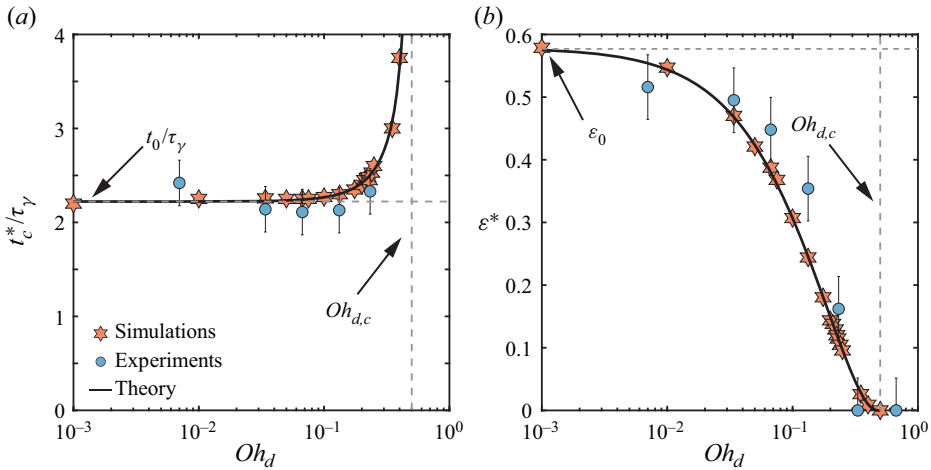 (a)
4
3
2
1
0
t_c^*/τ_γ
t_0/τ_γ
Oh_{d,c}
Simulations
Experiments
Theory
10^{−3}
10^{−2}
10^{−1}
10^0
Oh_d
(b)
0.6
0.5
0.4
0.3
0.2
0.1
0
ε^*
ε_0
Oh_{d,c}
10^{−3}
10^{−2}
10^{−1}
10^0
Oh_d